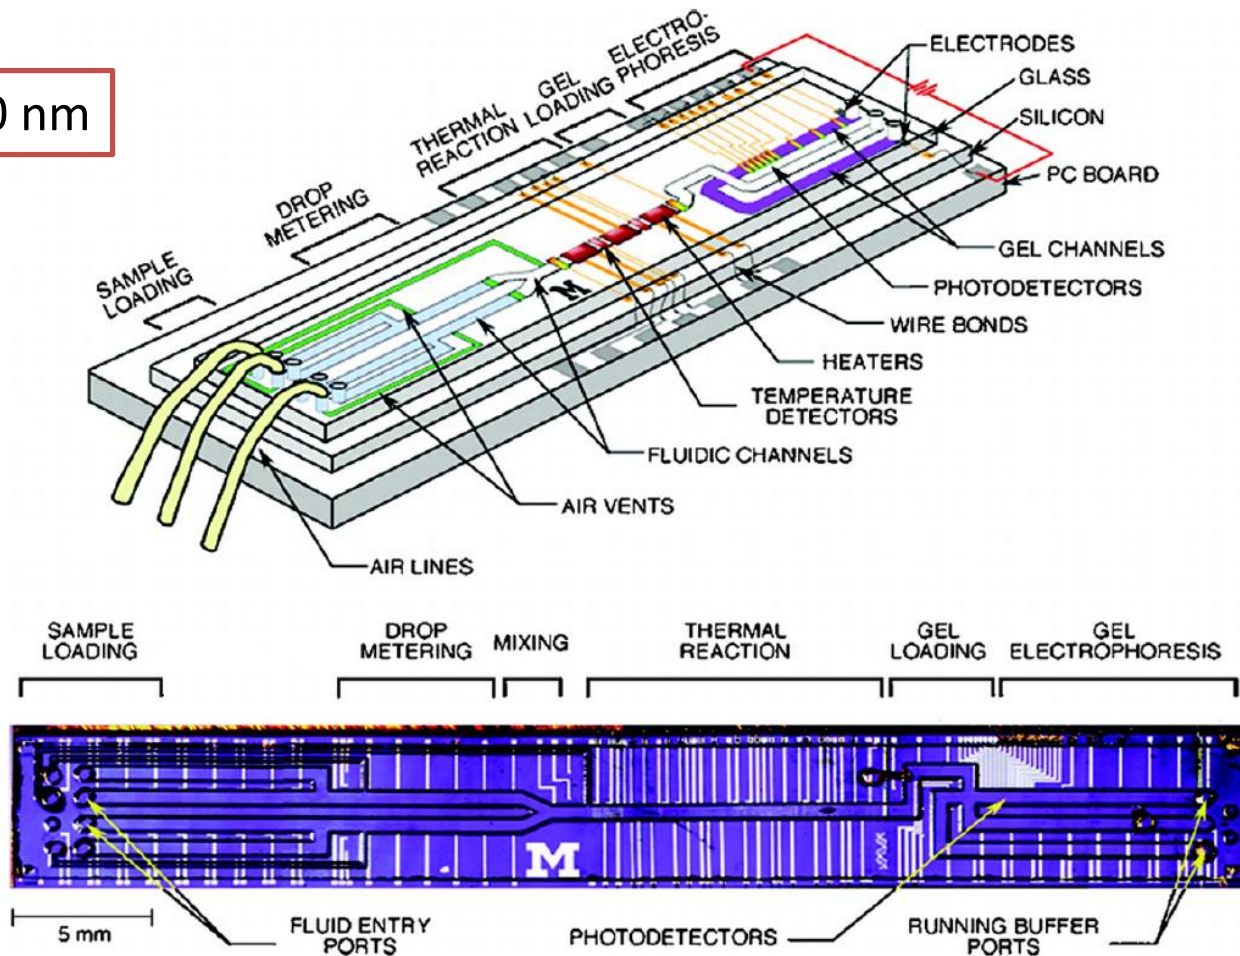 0 nm
ELECTRO-
PHORESIS
GEL
LOADING
THERMAL
REACTION
DROP
METERING
SAMPLE
LOADING
ELECTRODES
GLASS
SILICON
PC BOARD
GEL CHANNELS
PHOTODETECTORS
WIRE BONDS
HEATERS
TEMPERATURE
DETECTORS
FLUIDIC CHANNELS
AIR VENTS
AIR LINES
M
SAMPLE
LOADING
DROP
METERING
MIXING
THERMAL
REACTION
GEL
LOADING
GEL
ELECTROPHORESIS
M
5 mm
FLUID ENTRY
PORTS
PHOTODETECTORS
RUNNING BUFFER
PORTS